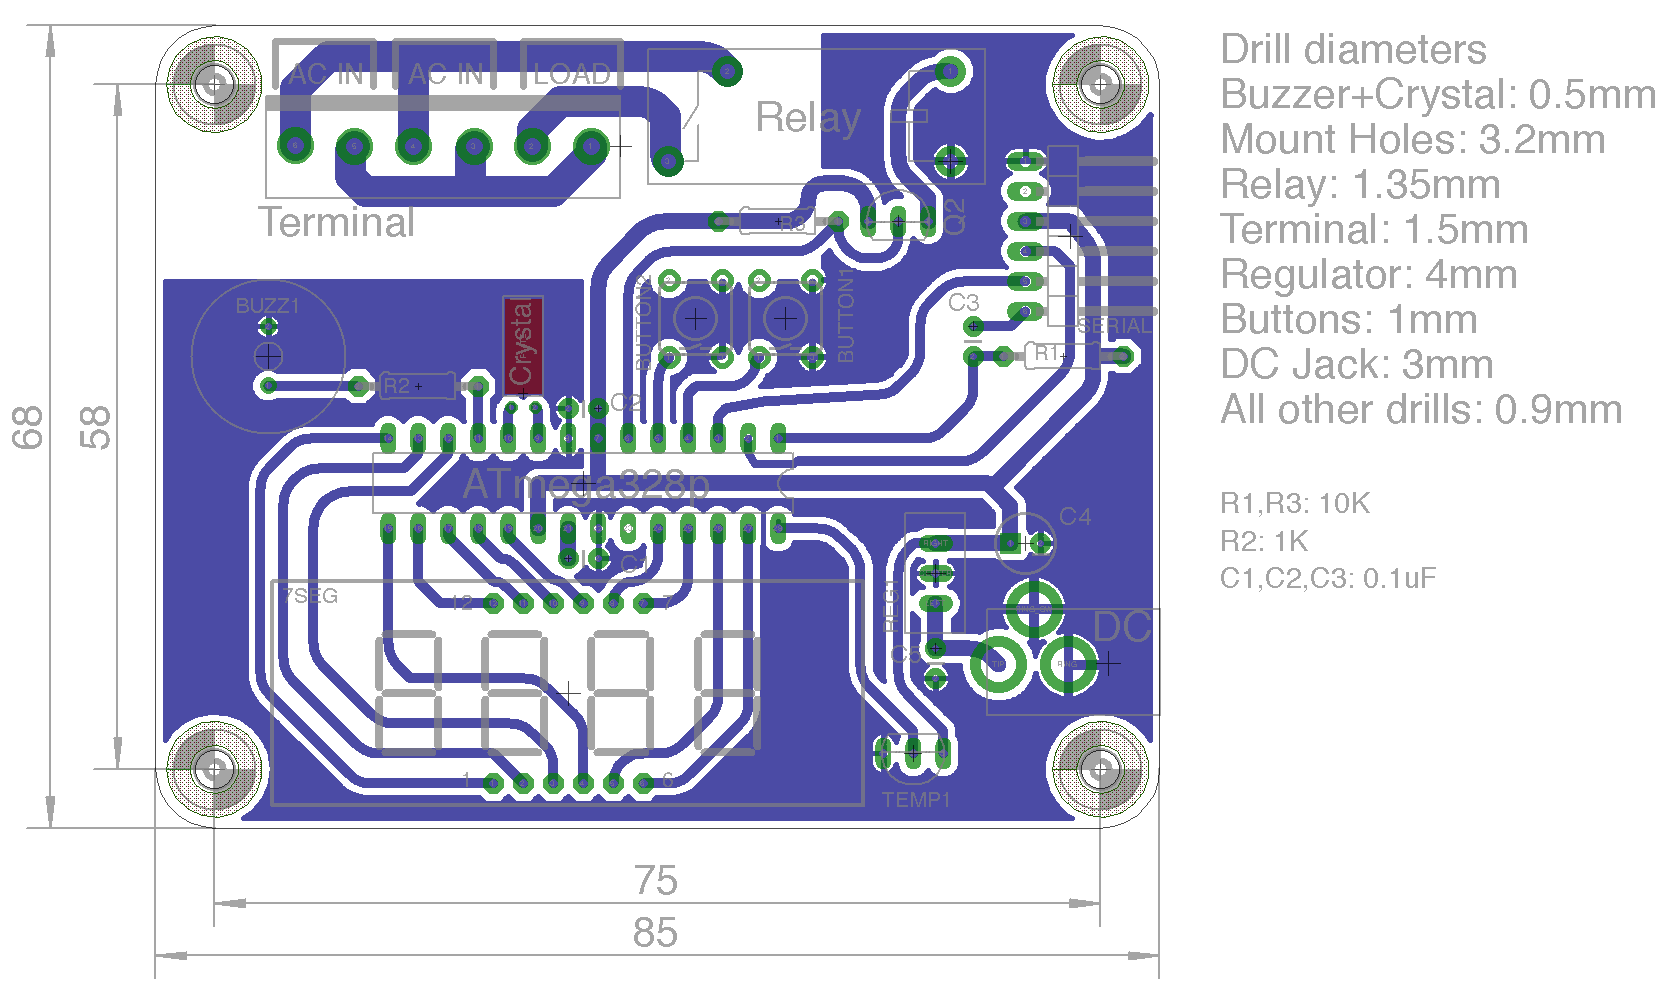 AC IN
AC IN
LOAD
Relay
Terminal
Q2
R3
BUZZ1
R2
Crystal
C2
BUTTON1
C3
R1
SERIAL
ATmega328p
C1
C4
7SEG
12
7
RIGHT
LEFT
REG1
C5
TIP
RING
DC
1
6
TEMP1
68
58
75
85
Drill diameters
Buzzer+Crystal: 0.5mm
Mount Holes: 3.2mm
Relay: 1.35mm
Terminal: 1.5mm
Regulator: 4mm
Buttons: 1mm
DC Jack: 3mm
All other drills: 0.9mm
R1,R3: 10K
R2: 1K
C1,C2,C3: 0.1uF